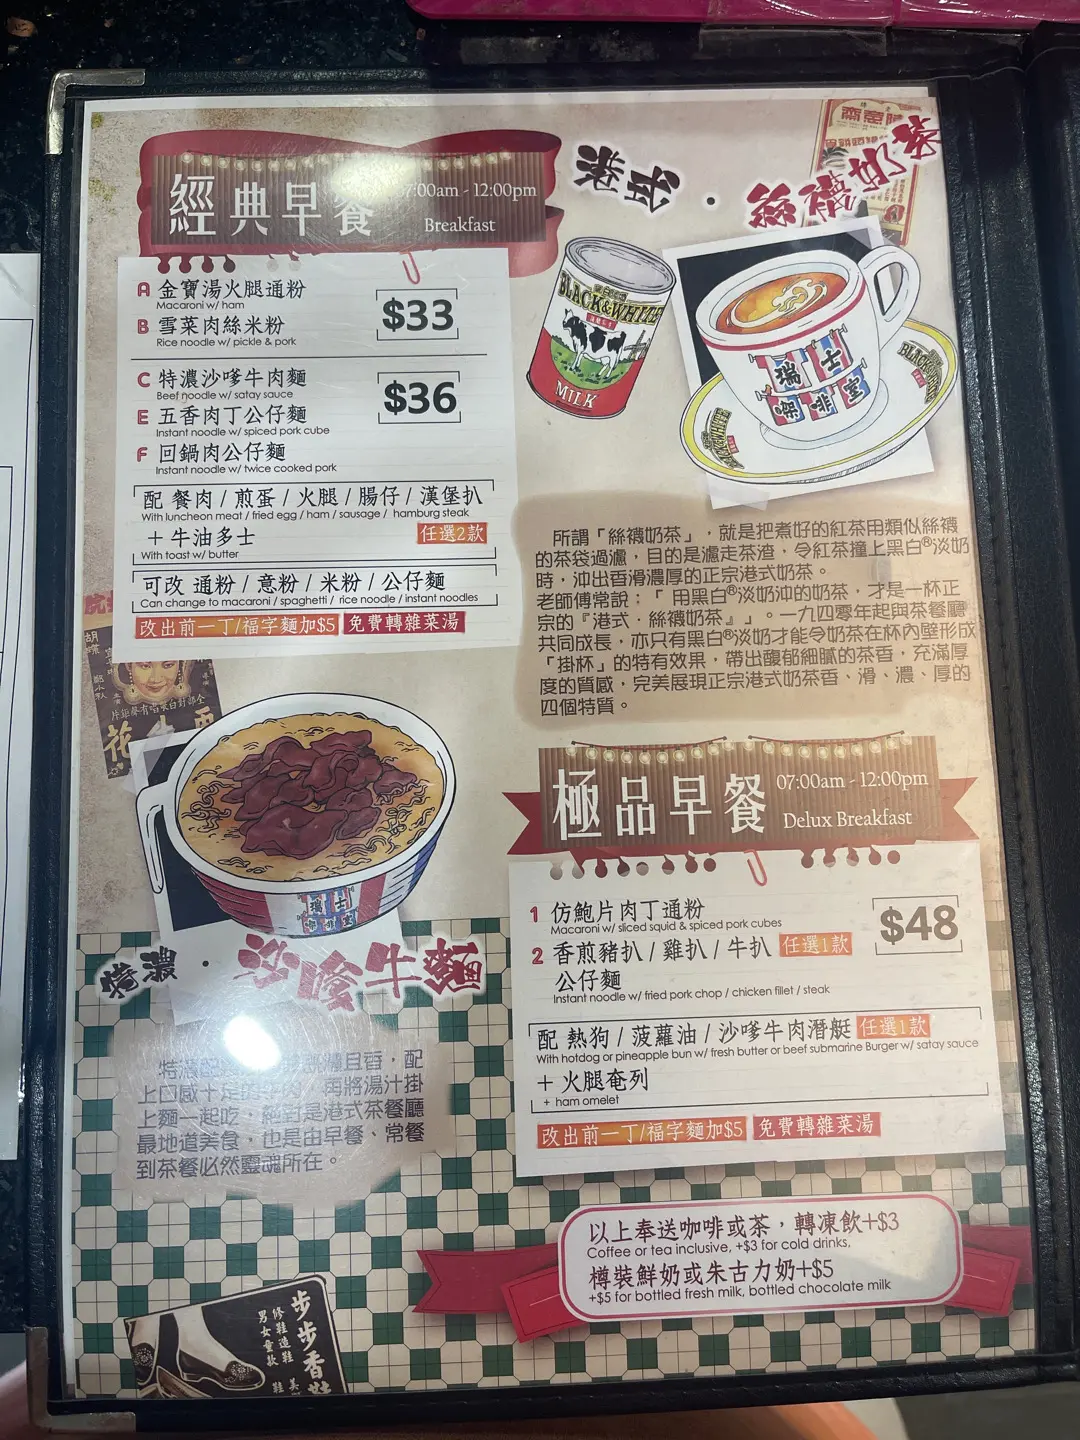 經典早餐
:00am - 12:00pm
Breakfast
A 金寶湯火腿通粉
Macaroni w/ ham
B 雪菜肉絲米粉
Rice noodle w/ pickle & pork
$33
C 特濃沙嗲牛肉麵
Beef noodle w/ satay sauce
E 五香肉丁公仔麵
Instant noodle w/ spiced pork cube
F 回鍋肉公仔麵
Instant noodle w/ twice cooked pork
$36
配 餐肉 / 煎蛋 / 火腿 / 腸仔 / 漢堡扒
With luncheon meat / fried egg / ham / sausage / hamburg steak
+ 牛油多士
任選2款
With toast w/ butter
可改 通粉 / 意粉 / 米粉 / 公仔麵
Can change to macaroni / spaghetti / rice noodle / instant noodles
改出前一丁/福字麵加$5 免費轉雜菜湯
茶缸 · 絲襪奶茶
BLACK&WHITE
MILK
瑞士
咖啡室
BLACK&WHITE
所謂「絲襪奶茶」，就是把煮好的紅茶用類似絲襪
的茶袋過濾，目的是濾走茶渣，令紅茶撞上黑白®淡奶
時，沖出香滑濃厚的正宗港式奶茶。
老師傅常說：「 用黑白®淡奶沖的奶茶，才是一杯正
宗的『港式．絲襪奶茶』」。一九四零年起與茶餐廳
共同成長，亦只有黑白®淡奶才能令奶茶在杯內壁形成
「掛杯」的特有效果，帶出馥郁細膩的茶香，充滿厚
度的質感，完美展現正宗港式奶茶香、滑、濃、厚的
四個特質。
瑞士
咖啡室
特濃 · 沙嗲牛麵
特濃 濃且香，配
上口感十足的 再將湯汁掛
上麵一起吃，絕對是港式茶餐廳
最地道美食，也是由早餐、常餐
到茶餐必然靈魂所在。
極品早餐
07:00am - 12:00pm
Delux Breakfast
1 仿鮑片肉丁通粉
Macaroni w/ sliced squid & spiced pork cubes
2 香煎豬扒 / 雞扒 / 牛扒 任選1款
公仔麵
Instant noodle w/ fried pork chop / chicken fillet / steak
$48
配 熱狗 / 菠蘿油 / 沙嗲牛肉潛艇 任選1款
With hotdog or pineapple bun w/ fresh butter or beef submarine Burger w/ satay sauce
+ 火腿奄列
+ ham omelet
改出前一丁/福字麵加$5 免費轉雜菜湯
以上奉送咖啡或茶，轉凍飲+$3
Coffee or tea inclusive, +$3 for cold drinks,
樽裝鮮奶或朱古力奶+$5
+$5 for bottled fresh milk, bottled chocolate milk
步步香
修鞋造鞋
男女童款